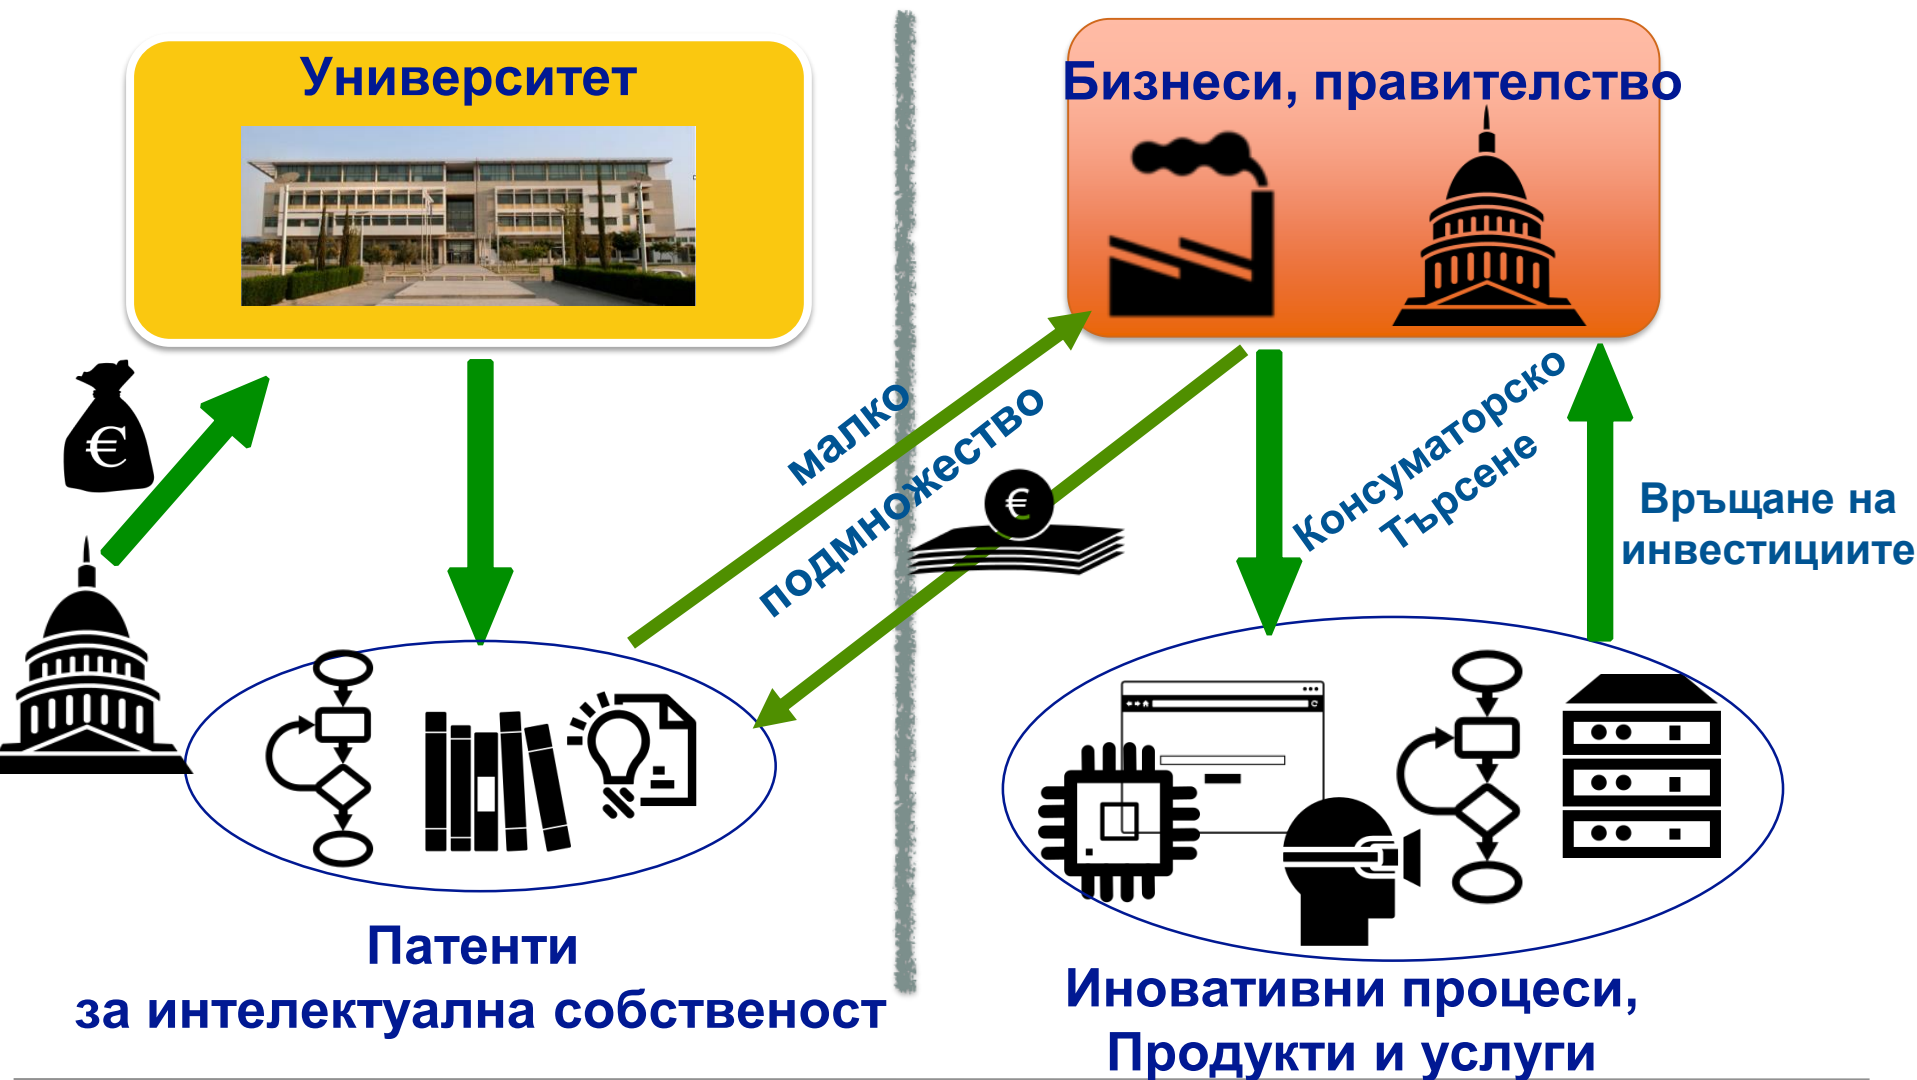 Университет
Бизнеси, правителство
€
малко
подмножество
€
Консуматорско
Търсене
Връщане на
инвестициите
Патенти
за интелектуална собственост
Иновативни процеси,
Продукти и услуги